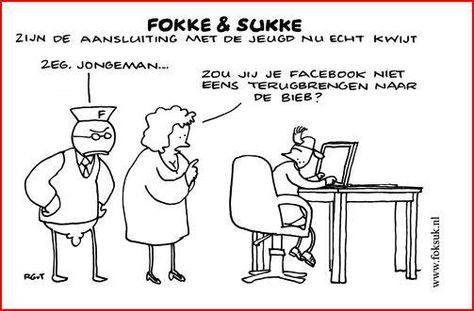 FOKKE & SUKKE
ZIJN DE AANSLUITING MET DE JEUGD NU ECHT KWIJT
ZEG, JONGEMAN....
ZOU JIJ JE FACEBOOK NIET
EENS TERUGBRENGEN NAAR
DE BIEB?
F
RGvT
www.foksuk.nl